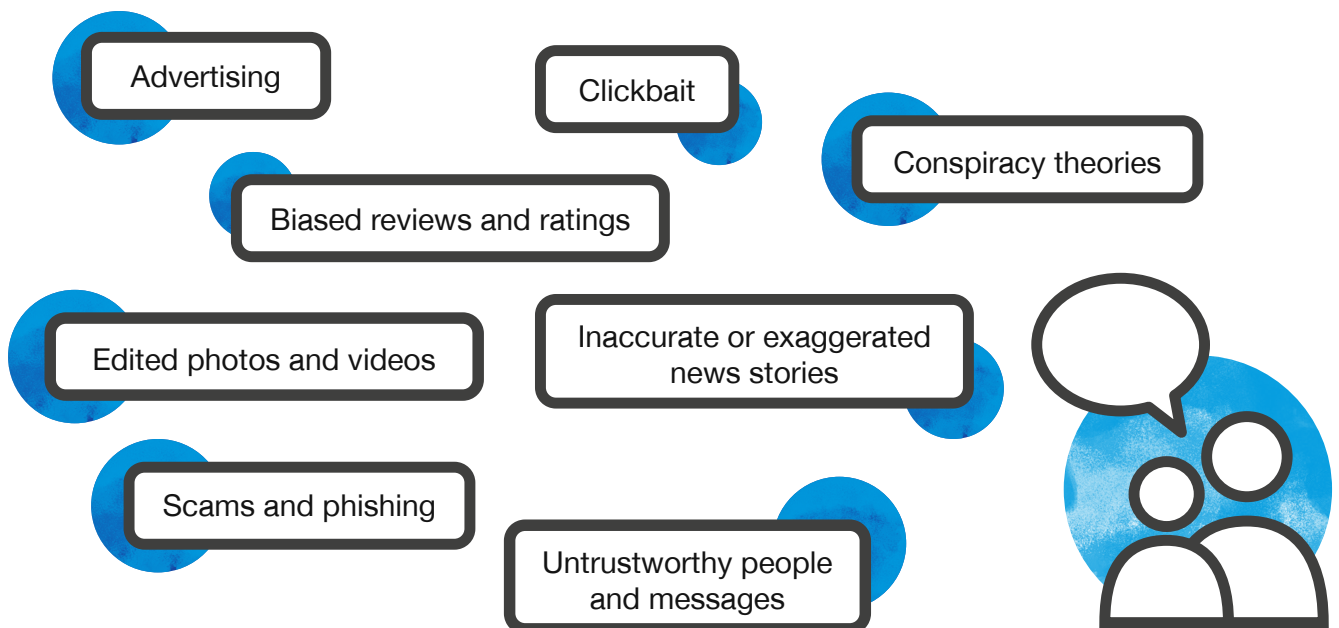 Advertising
Clickbait
Conspiracy theories
Biased reviews and ratings
Edited photos and videos
Inaccurate or exaggerated
news stories
Scams and phishing
Untrustworthy people
and messages